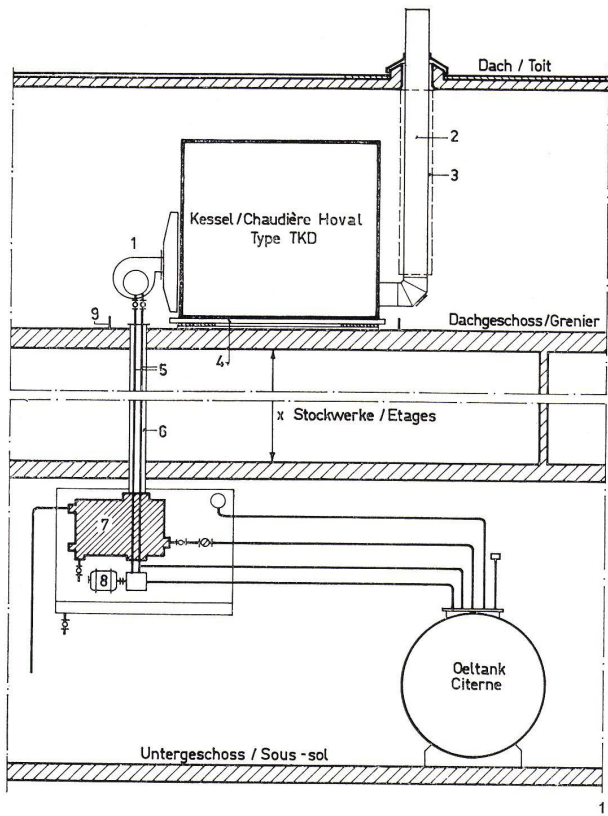 Dach / Toit
2
3
Kessel/Chaudière Hoval
Type TKD
1
9
Dachgeschoss/Grenier
4
5
x Stockwerke / Etages
6
7
8
Oeltank
Citerne
Untergeschoss / Sous-sol
1